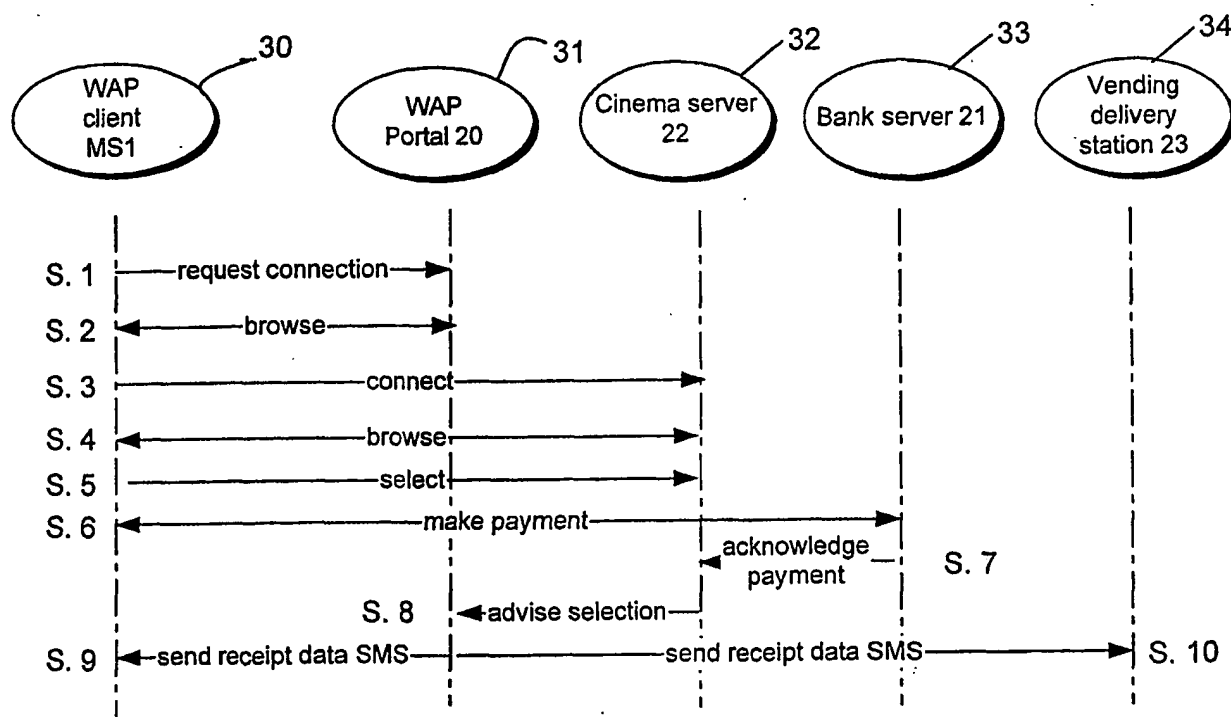 30
31
32
33
34
WAP
client
MS1
WAP
Portal 20
Cinema server
22
Bank server 21
Vending
delivery
station 23
S. 1 request connection
S. 2 browse
S. 3 connect
S. 4 browse
S. 5 select
S. 6 make payment
acknowledge
payment
S. 7
S. 8 advise selection
S. 9 send receipt data SMS send receipt data SMS S. 10